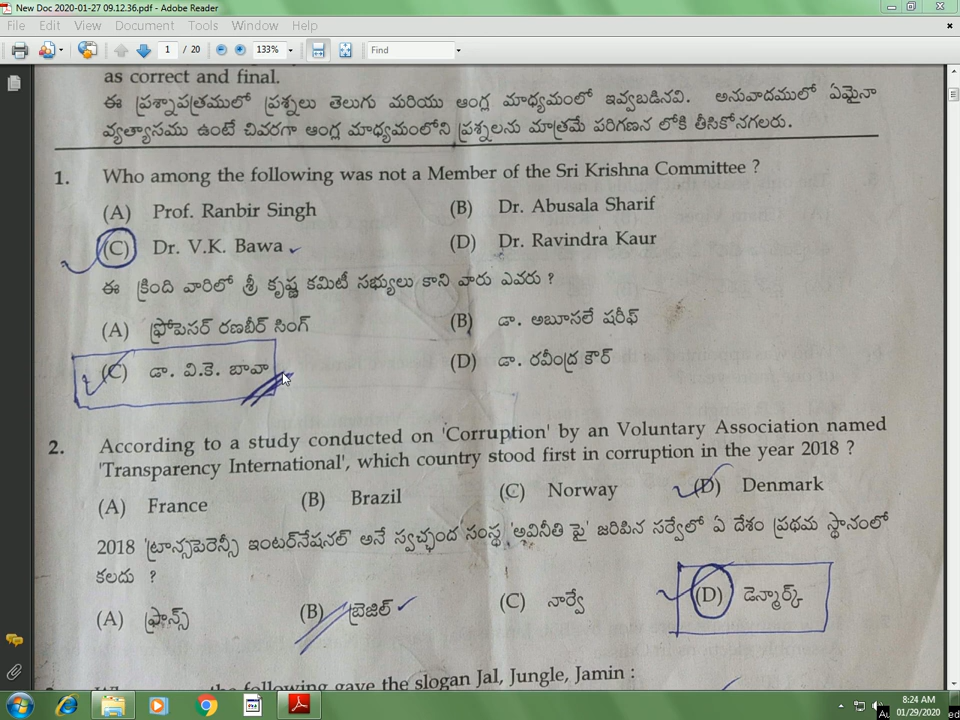 New Doc 2020-01-27 09.12.36.pdf - Adobe Reader
File Edit View Document Tools Window Help
1 / 20 133% Find
as correct and final.
ఈ ప్రశ్నాపత్రములో ప్రశ్నలు తెలుగు మరియు ఆంగ్ల మాధ్యమంలో ఇవ్వబడినవి. అనువాదములో ఏమైనా
వ్యత్యాసము ఉంటే చివరగా ఆంగ్ల మాధ్యమంలోని ప్రశ్నలను మాత్రమే పరిగణన లోకి తీసికోనగలరు.
1. Who among the following was not a Member of the Sri Krishna Committee ?
(A) Prof. Ranbir Singh (B) Dr. Abusala Sharif
(C) Dr. V.K. Bawa (D) Dr. Ravindra Kaur
ఈ క్రింది వారిలో శ్రీ కృష్ణ కమిటీ సభ్యులు కాని వారు ఎవరు ?
(A) ప్రోఫెసర్ రణబీర్ సింగ్ (B) డా. అబూసలే షరీఫ్
(C) డా. వి.కె. బావా (D) డా. రవీంద్ర కౌర్
2. According to a study conducted on 'Corruption' by an Voluntary Association named
'Transparency International', which country stood first in corruption in the year 2018 ?
(A) France (B) Brazil (C) Norway (D) Denmark
2018 'ట్రాన్సపెరెన్సీ ఇంటర్‌నేషనల్' అనే స్వచ్ఛంద సంస్థ 'అవినీతి పై' జరిపిన సర్వేలో ఏ దేశం ప్రథమ స్థానంలో
కలదు ?
(A) ఫ్రాన్స్ (B) బ్రెజిల్ (C) నార్వే (D) డెన్మార్క్
the following gave the slogan Jal, Jungle, Jamin :
8:24 AM
01/29/2020